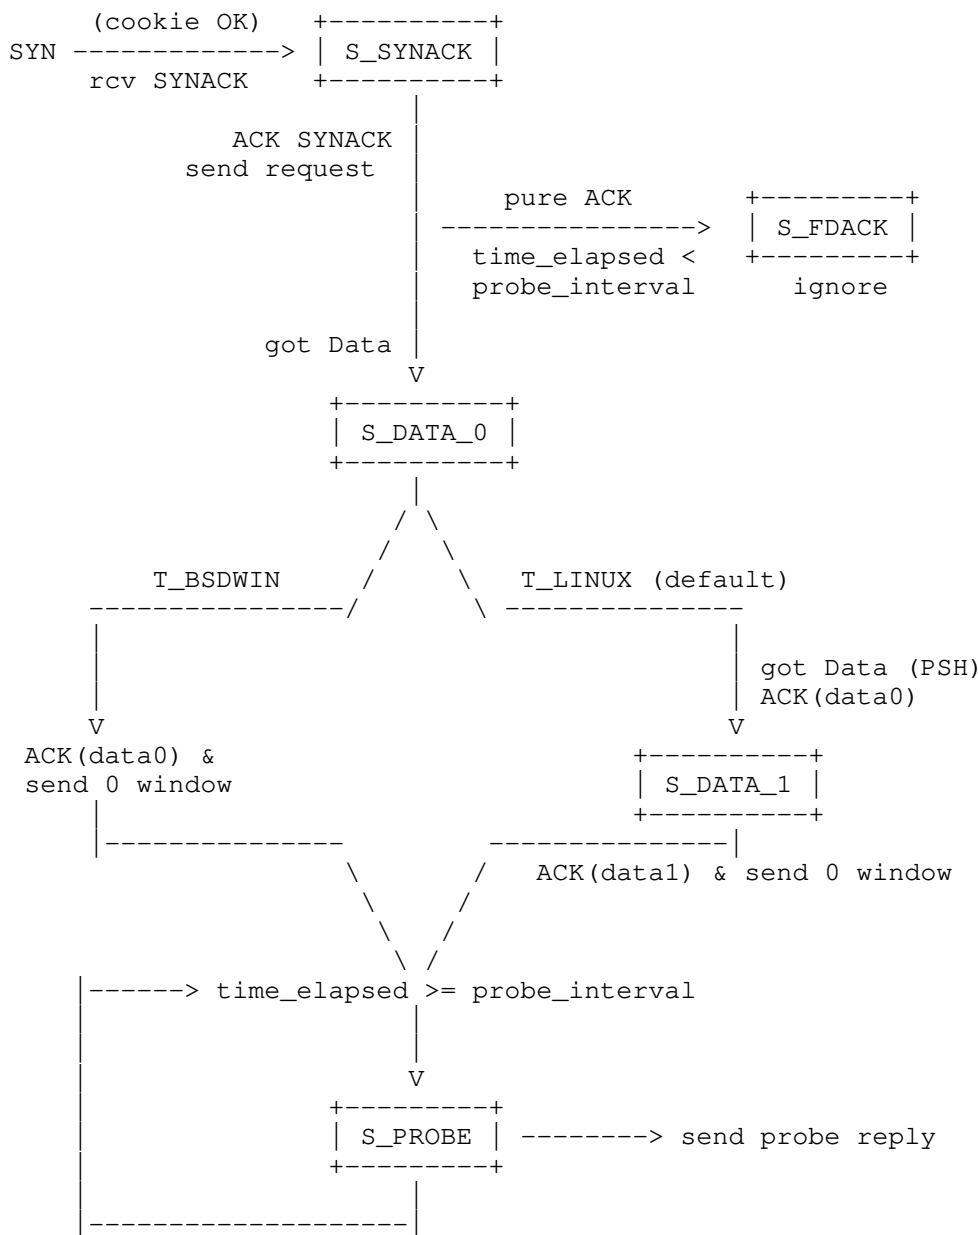 (cookie OK) +----------+
SYN -------------> | S_SYNACK |
rcv SYNACK +----------+
|
ACK SYNACK |
send request |
| pure ACK +---------+
| ----------------> | S_FDACK |
| time_elapsed < +---------+
| probe_interval ignore
|
got Data |
V
+----------+
| S_DATA_0 |
+----------+
|
/ \
/ \
T_BSDWIN / \ T_LINUX (default)
----------------/ \ ---------------
| |
| | got Data (PSH)
| | ACK(data0)
V V
ACK(data0) & +----------+
send 0 window | S_DATA_1 |
| +----------+
|--------------- ---------------|
\ / ACK(data1) & send 0 window
\ /
\ /
\ /
|------> time_elapsed >= probe_interval
| |
| |
| V
| +---------+
| | S_PROBE | --------> send probe reply
| +---------+
| |
|--------------------|